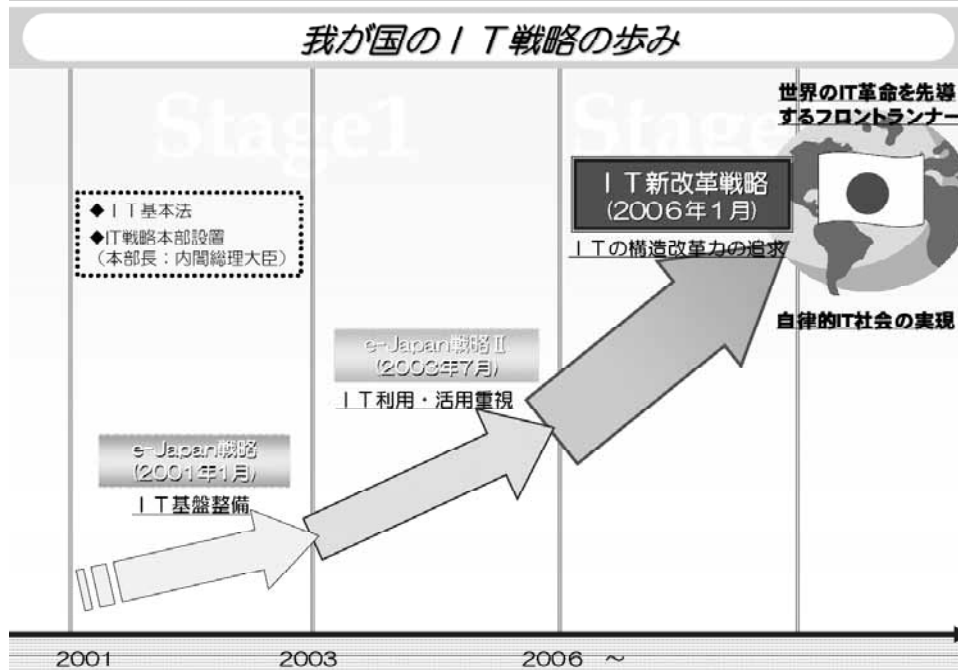 我が国のＩＴ戦略の歩み
Stage1
Stage
世界のIT革命を先導
するフロントランナー
ＩＴ新改革戦略
(2006年1月)
ＩＴの構造改革力の追求
◆ＩＴ基本法
◆IT戦略本部設置
（本部長：内閣総理大臣）
自律的IT社会の実現
e-Japan戦略Ⅱ
(2003年7月)
ＩＴ利用・活用重視
e-Japan戦略
(2001年1月)
ＩＴ基盤整備
2001
2003
2006 ～